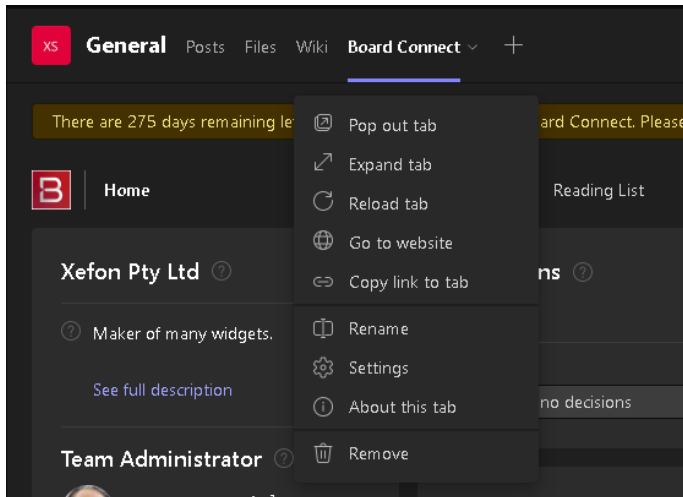 XS General Posts Files Wiki Board Connect
There are 275 days remaining le ard Connect. Please
B Home Reading List
Pop out tab
Expand tab
Reload tab
Go to website
Copy link to tab
Rename
Settings
About this tab
Remove
Xefon Pty Ltd ? ns ?
? Maker of many widgets.
See full description
no decisions
Team Administrator ?